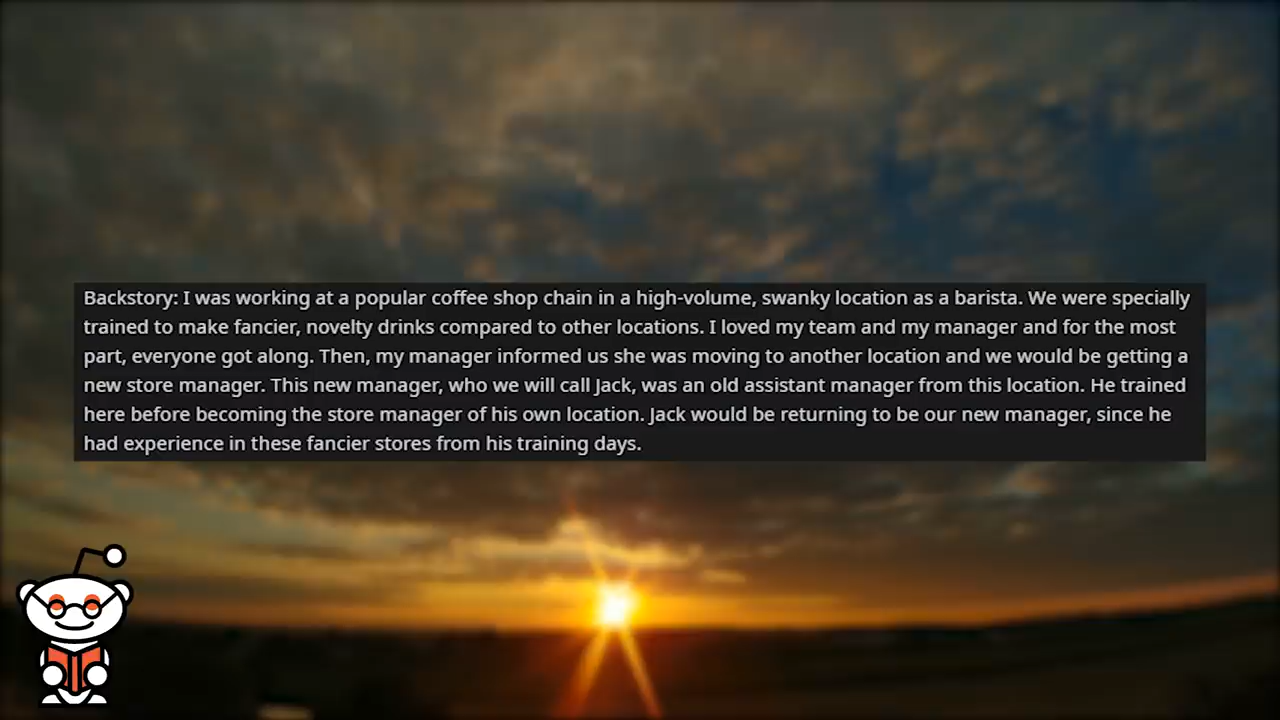 Backstory: I was working at a popular coffee shop chain in a high-volume, swanky location as a barista. We were specially
trained to make fancier, novelty drinks compared to other locations. I loved my team and my manager and for the most
part, everyone got along. Then, my manager informed us she was moving to another location and we would be getting a
new store manager. This new manager, who we will call Jack, was an old assistant manager from this location. He trained
here before becoming the store manager of his own location. Jack would be returning to be our new manager, since he
had experience in these fancier stores from his training days.